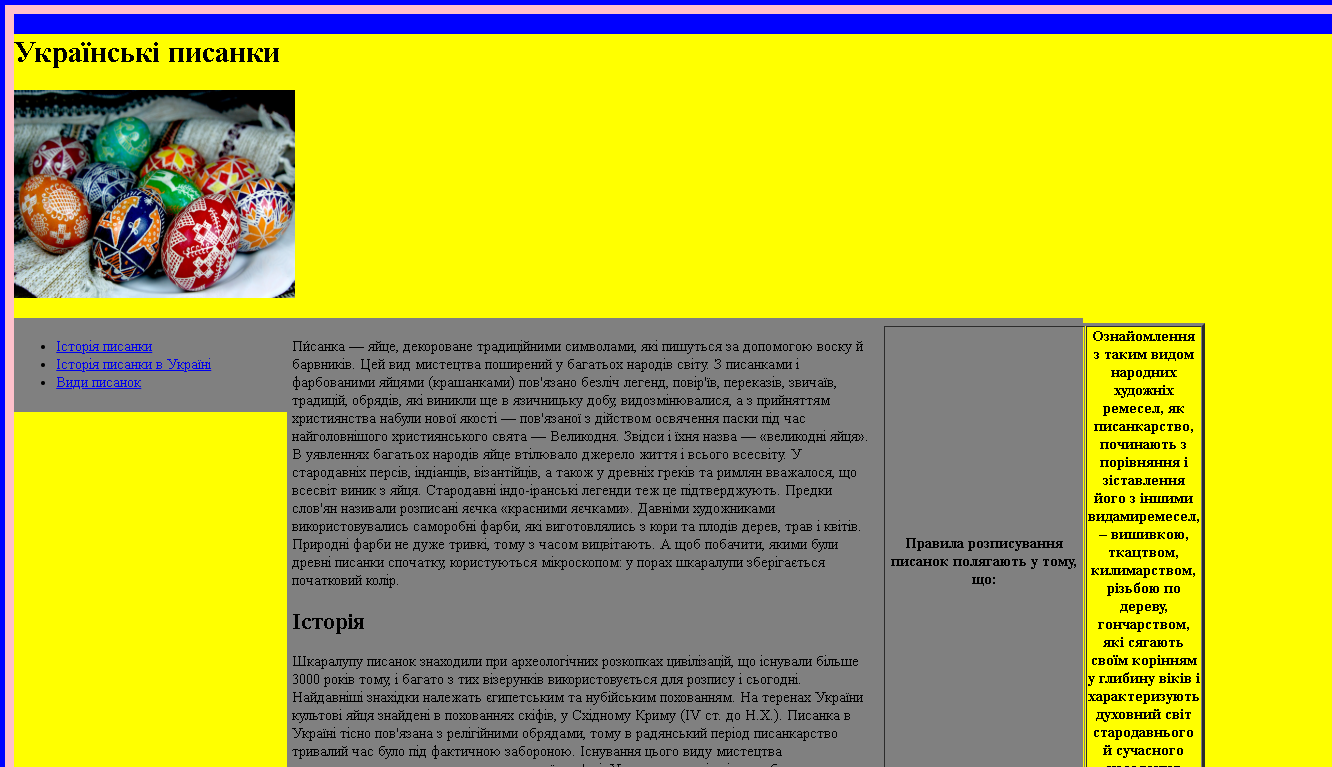 Українські писанки
Історія писанки
Історія писанки в Україні
Види писанок
Пи́санка — яйце, декороване традиційними символами, які пишуться за допомогою воску й
барвників. Цей вид мистецтва поширений у багатьох народів світу. З писанками і
фарбованими яйцями (крашанками) пов'язано безліч легенд, повір'їв, переказів, звичаїв,
традицій, обрядів, які виникли ще в язичницьку добу, видозмінювалися, а з прийняттям
християнства набули нової якості — пов'язаної з дійством освячення паски під час
найголовнішого християнського свята — Великодня. Звідси і їхня назва — «великодні яйця».
В уявленнях багатьох народів яйце втілювало джерело життя і всього всесвіту. У
стародавніх персів, індіанців, візантійців, а також у древніх греків та римлян вважалося, що
всесвіт виник з яйця. Стародавні індо-іранські легенди теж це підтверджують. Предки
слов'ян називали розписані яєчка «красними яєчками». Давніми художниками
використовувались саморобні фарби, які виготовлялись з кори та плодів дерев, трав і квітів.
Природні фарби не дуже тривкі, тому з часом вицвітають. А щоб побачити, якими були
древні писанки спочатку, користуються мікроскопом: у порах шкаралупи зберігається
початковий колір.
Історія
Шкаралупу писанок знаходили при археологічних розкопках цивілізацій, що існували більше
3000 років тому, і багато з тих візерунків використовується для розпису і сьогодні.
Найдавніші знахідки належать єгипетським та нубійським похованням. На теренах України
культові яйця знайдені в похованнях скіфів, у Східному Криму (IV ст. до Н.Х.). Писанка в
Україні тісно пов'язана з релігійними обрядами, тому в радянський період писанкарство
тривалий час було під фактичною забороною. Існування цього виду мистецтва
Правила розписування
писанок полягають у тому,
що:
Ознайомлення
з таким видом
народних
художніх
ремесел, як
писанкарство,
починають з
порівняння і
зіставлення
його з іншими
видамиремесел,
– вишивкою,
ткацтвом,
килимарством,
різьбою по
дереву,
гончарством,
які сягають
своїм корінням
у глибину віків і
характеризують
духовний світ
стародавнього
й сучасного